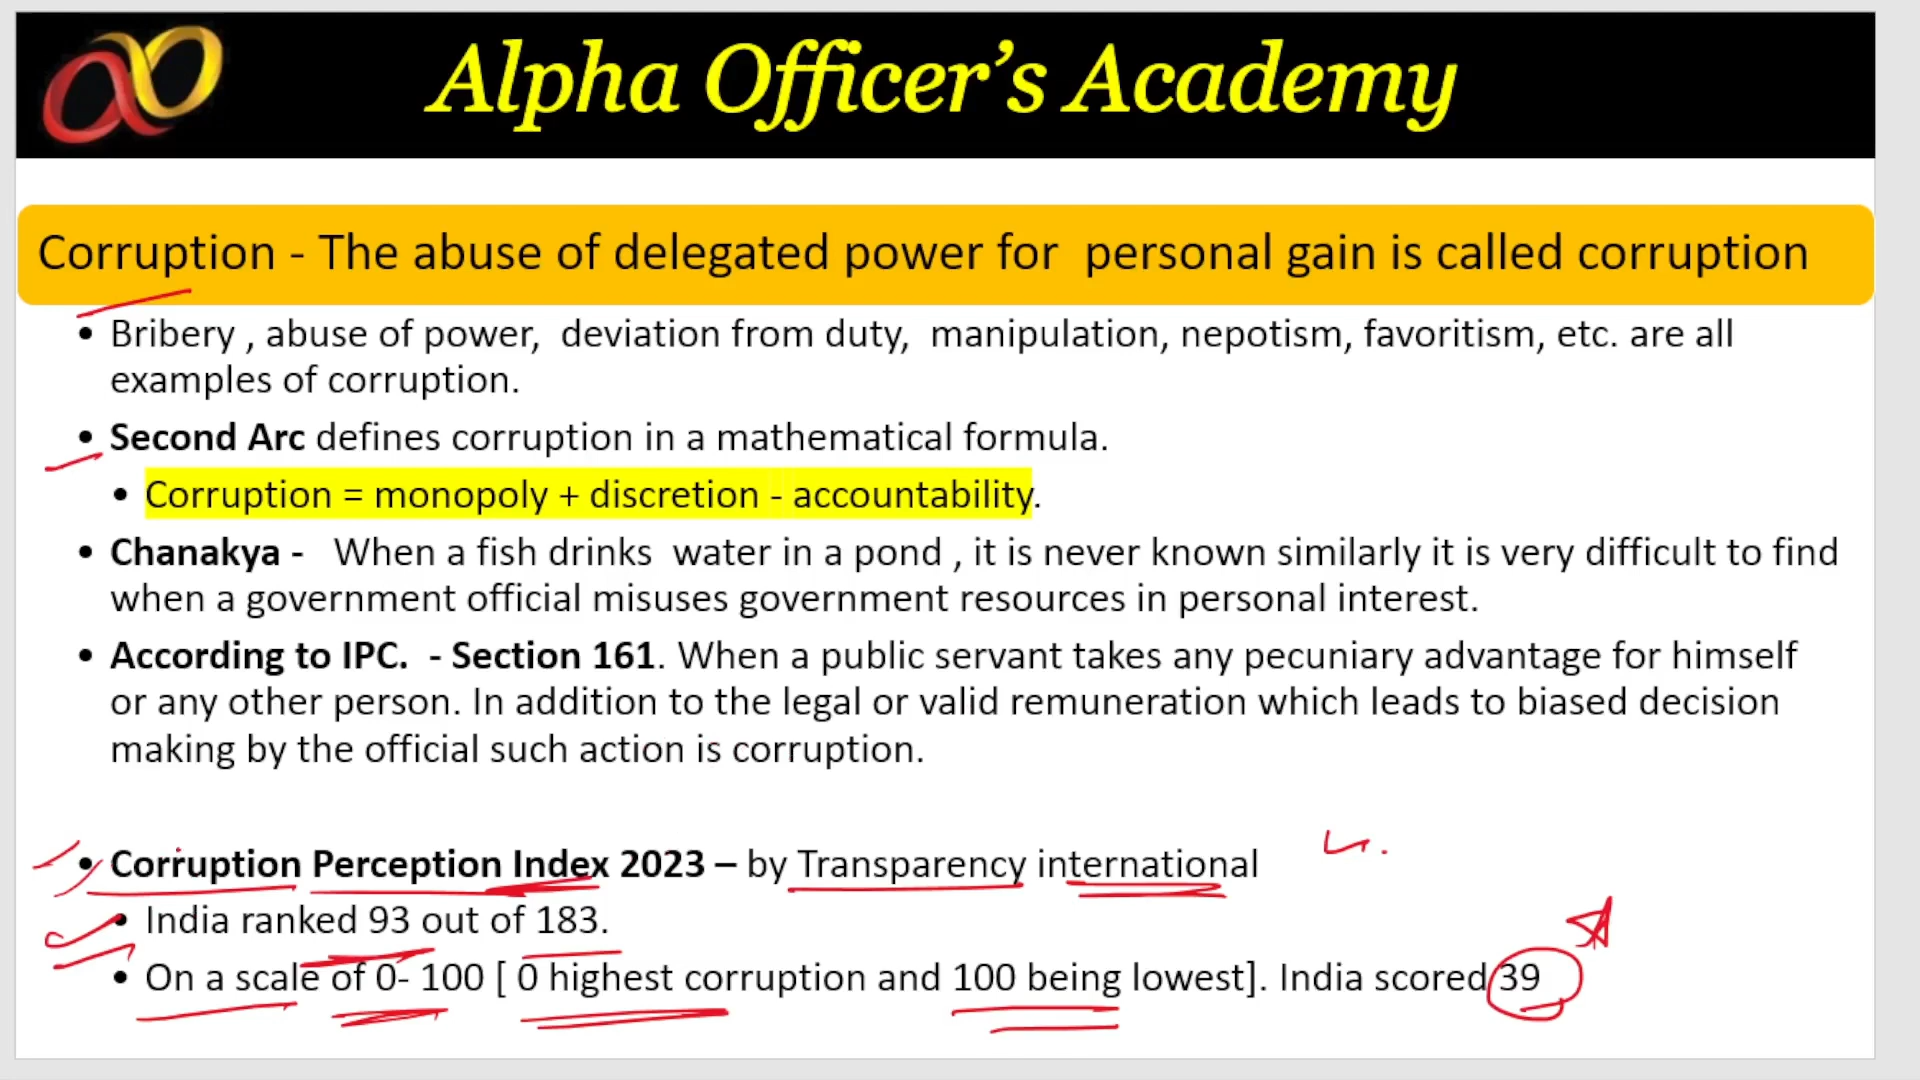 Alpha Officer’s Academy
Corruption - The abuse of delegated power for personal gain is called corruption
• Bribery , abuse of power, deviation from duty, manipulation, nepotism, favoritism, etc. are all
examples of corruption.
• Second Arc defines corruption in a mathematical formula.
• Corruption = monopoly + discretion - accountability.
• Chanakya - When a fish drinks water in a pond , it is never known similarly it is very difficult to find
when a government official misuses government resources in personal interest.
• According to IPC. - Section 161. When a public servant takes any pecuniary advantage for himself
or any other person. In addition to the legal or valid remuneration which leads to biased decision
making by the official such action is corruption.
• Corruption Perception Index 2023 – by Transparency international
• India ranked 93 out of 183.
• On a scale of 0- 100 [ 0 highest corruption and 100 being lowest]. India scored 39